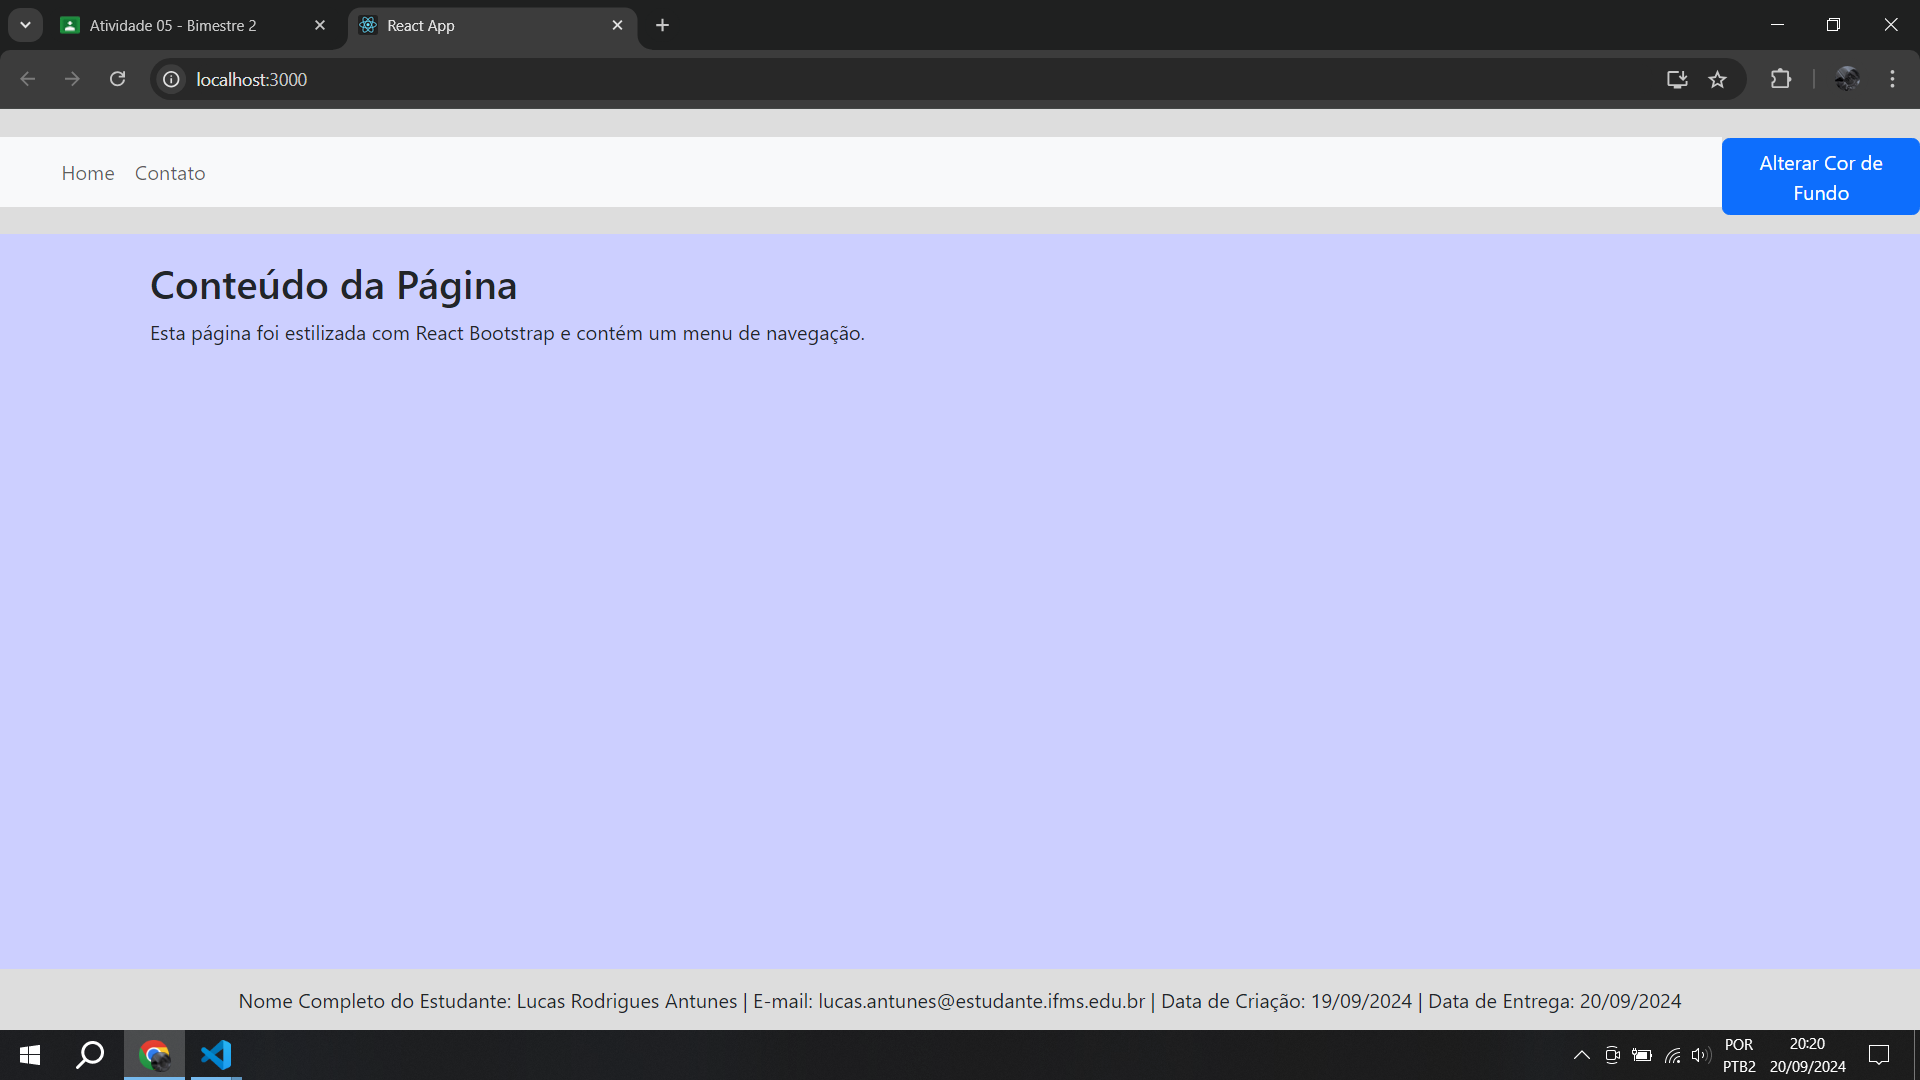 Atividade 05 - Bimestre 2
React App
localhost:3000
Home Contato
Alterar Cor de
Fundo
Conteúdo da Página
Esta página foi estilizada com React Bootstrap e contém um menu de navegação.
Nome Completo do Estudante: Lucas Rodrigues Antunes | E-mail: lucas.antunes@estudante.ifms.edu.br | Data de Criação: 19/09/2024 | Data de Entrega: 20/09/2024
POR
PTB2
20:20
20/09/2024